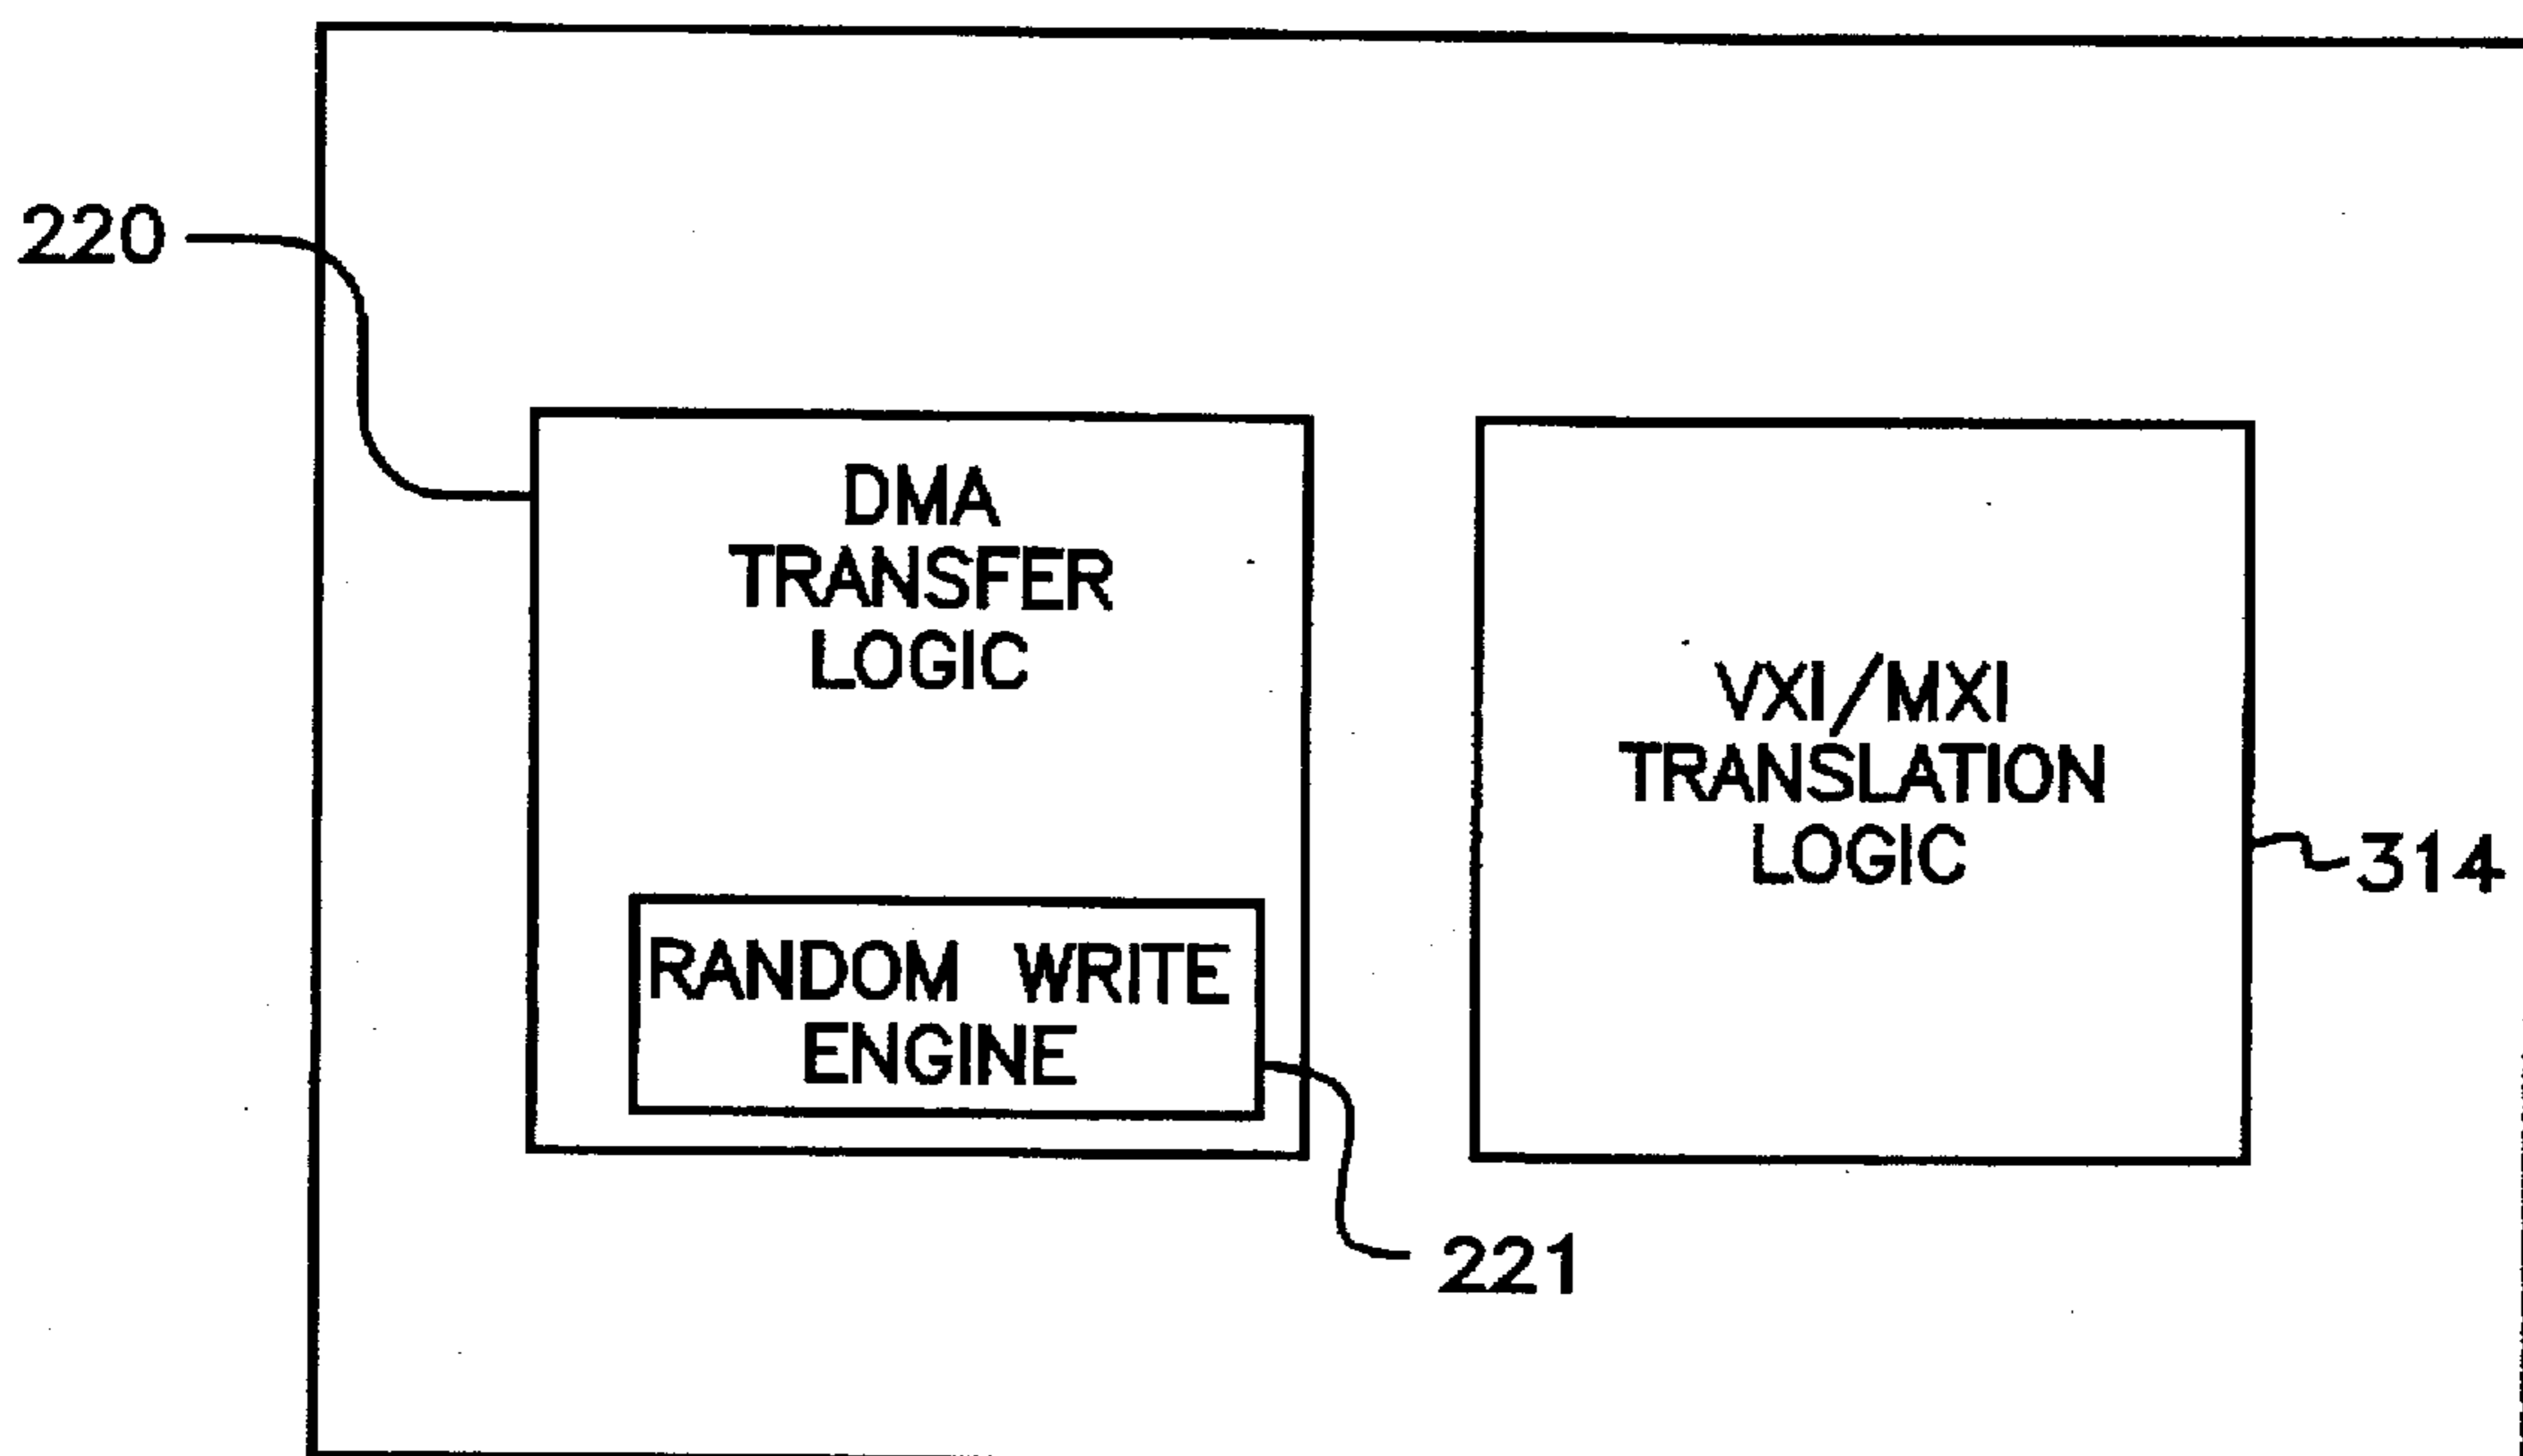 220
DMA
TRANSFER
LOGIC
RANDOM WRITE
ENGINE
221
VXI/MXI
TRANSLATION
LOGIC
314